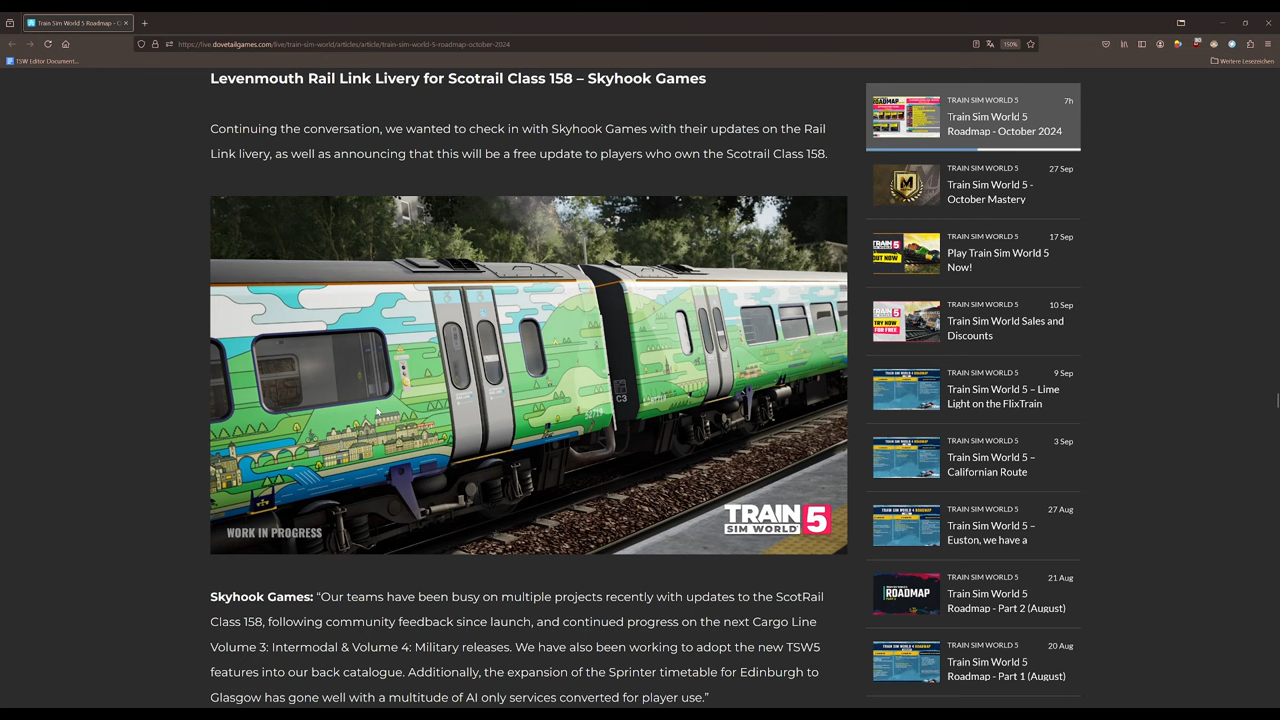 Train Sim World 5 Roadmap - O
https://live.dovetailgames.com/live/train-sim-world/articles/article/train-sim-world-5-roadmap-october-2024
150%
TSW Editor Document...
Weitere Lesezeichen
Levenmouth Rail Link Livery for Scotrail Class 158 – Skyhook Games
Continuing the conversation, we wanted to check in with Skyhook Games with their updates on the Rail
Link livery, as well as announcing that this will be a free update to players who own the Scotrail Class 158.
C3
WORK IN PROGRESS
TRAIN
SIM WORLD
5
Skyhook Games: “Our teams have been busy on multiple projects recently with updates to the ScotRail
Class 158, following community feedback since launch, and continued progress on the next Cargo Line
Volume 3: Intermodal & Volume 4: Military releases. We have also been working to adopt the new TSW5
features into our back catalogue. Additionally, the expansion of the Sprinter timetable for Edinburgh to
Glasgow has gone well with a multitude of AI only services converted for player use.”
TRAIN SIM WORLD 5 7h
Train Sim World 5
Roadmap - October 2024
TRAIN SIM WORLD 5 27 Sep
Train Sim World 5 -
October Mastery
TRAIN SIM WORLD 5 17 Sep
Play Train Sim World 5
Now!
TRAIN SIM WORLD 5 10 Sep
Train Sim World Sales and
Discounts
TRAIN SIM WORLD 5 9 Sep
Train Sim World 5 – Lime
Light on the FlixTrain
TRAIN SIM WORLD 5 3 Sep
Train Sim World 5 –
Californian Route
TRAIN SIM WORLD 5 27 Aug
Train Sim World 5 –
Euston, we have a
ROADMAP
TRAIN SIM WORLD 5 21 Aug
Train Sim World 5
Roadmap - Part 2 (August)
TRAIN SIM WORLD 5 20 Aug
Train Sim World 5
Roadmap - Part 1 (August)